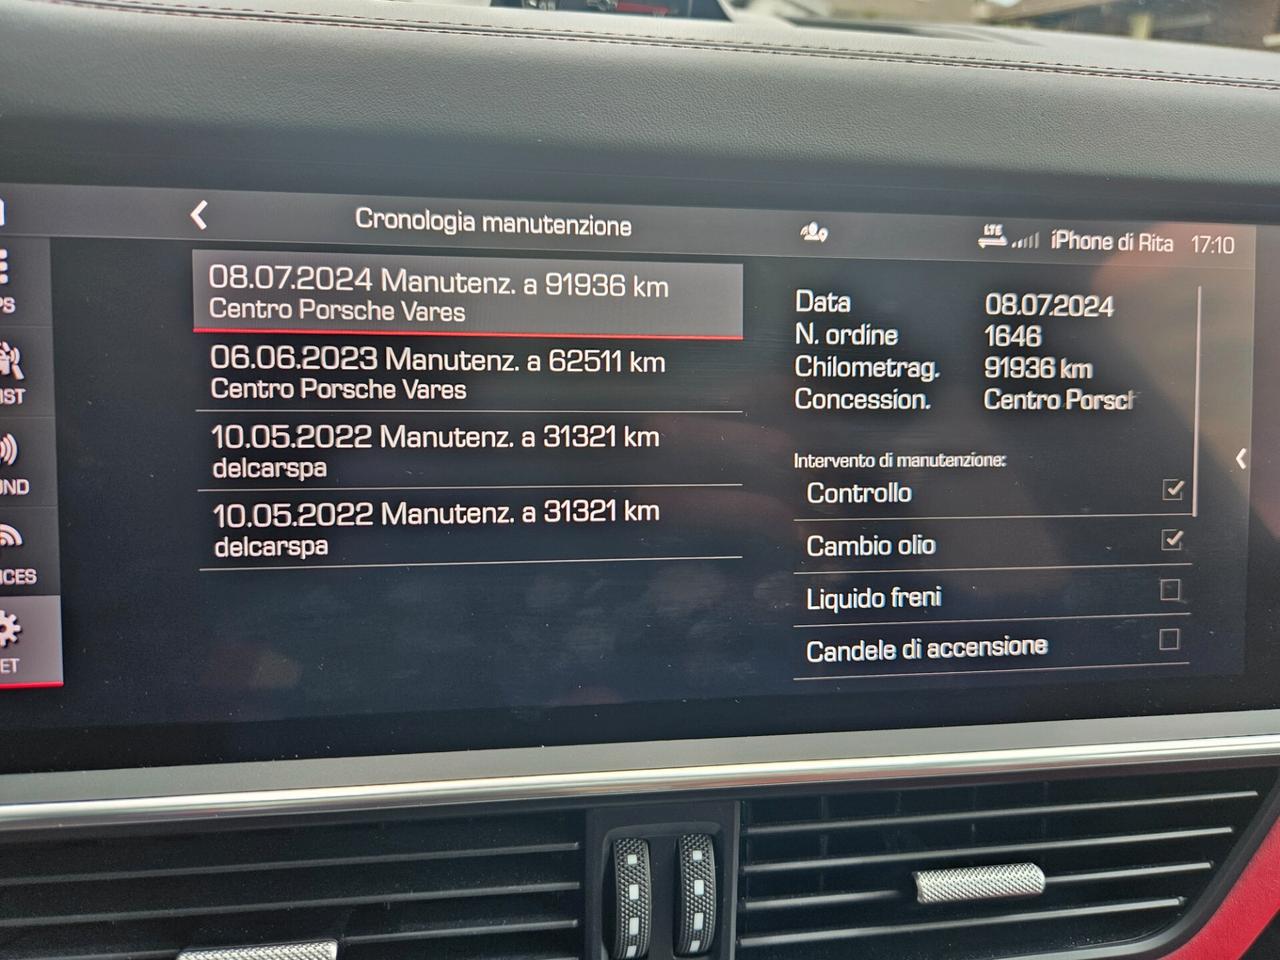 Cronologia manutenzione
LTE iPhone di Rita 17:10
08.07.2024 Manutenz. a 91936 km
Centro Porsche Vares
06.06.2023 Manutenz. a 62511 km
Centro Porsche Vares
10.05.2022 Manutenz. a 31321 km
delcarspa
10.05.2022 Manutenz. a 31321 km
delcarspa
Data 08.07.2024
N. ordine 1646
Chilometrag. 91936 km
Concession. Centro Porsch
Intervento di manutenzione:
Controllo
Cambio olio
Liquido freni
Candele di accensione
PS
IST
ND
ICES
ET